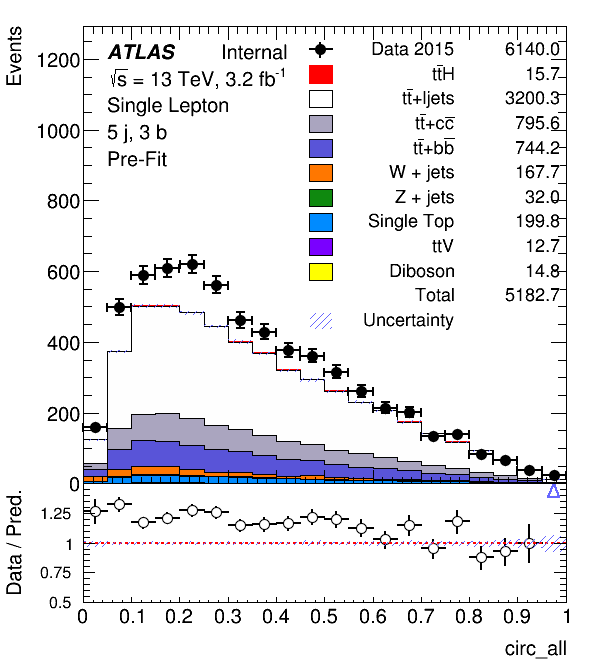 Events
1200
1000
800
600
400
200
0
ATLAS Internal
√s = 13 TeV, 3.2 fb⁻¹
Single Lepton
5 j, 3 b
Pre-Fit
Data 2015 6140.0
tt̄H 15.7
tt̄+ljets 3200.3
tt̄+cc̄ 795.6
tt̄+bb̄ 744.2
W + jets 167.7
Z + jets 32.0
Single Top 199.8
ttV 12.7
Diboson 14.8
Total 5182.7
Uncertainty
Data / Pred.
1.25
1
0.75
0.5
0 0.1 0.2 0.3 0.4 0.5 0.6 0.7 0.8 0.9 1
circ_all